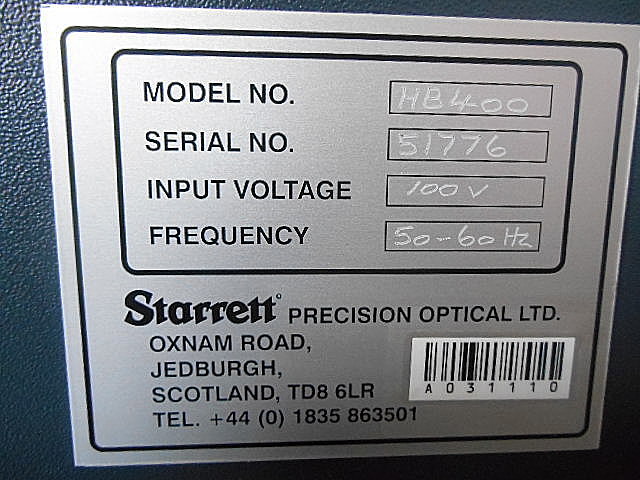 MODEL NO. HB400
SERIAL NO. 51776
INPUT VOLTAGE 100V
FREQUENCY 50-60Hz
Starrett PRECISION OPTICAL LTD.
OXNAM ROAD,
JEDBURGH,
SCOTLAND, TD8 6LR
TEL. +44 (0) 1835 863501
A031110